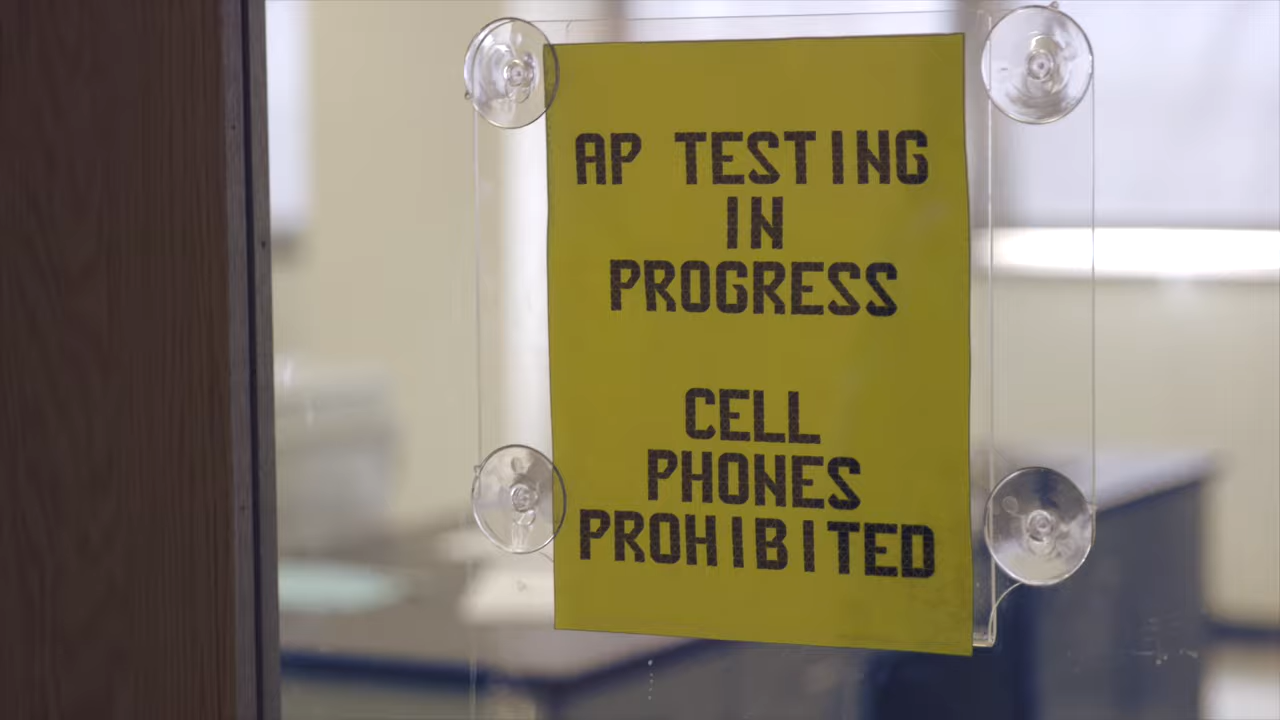 AP TESTING
IN
PROGRESS
CELL
PHONES
PROHIBITED